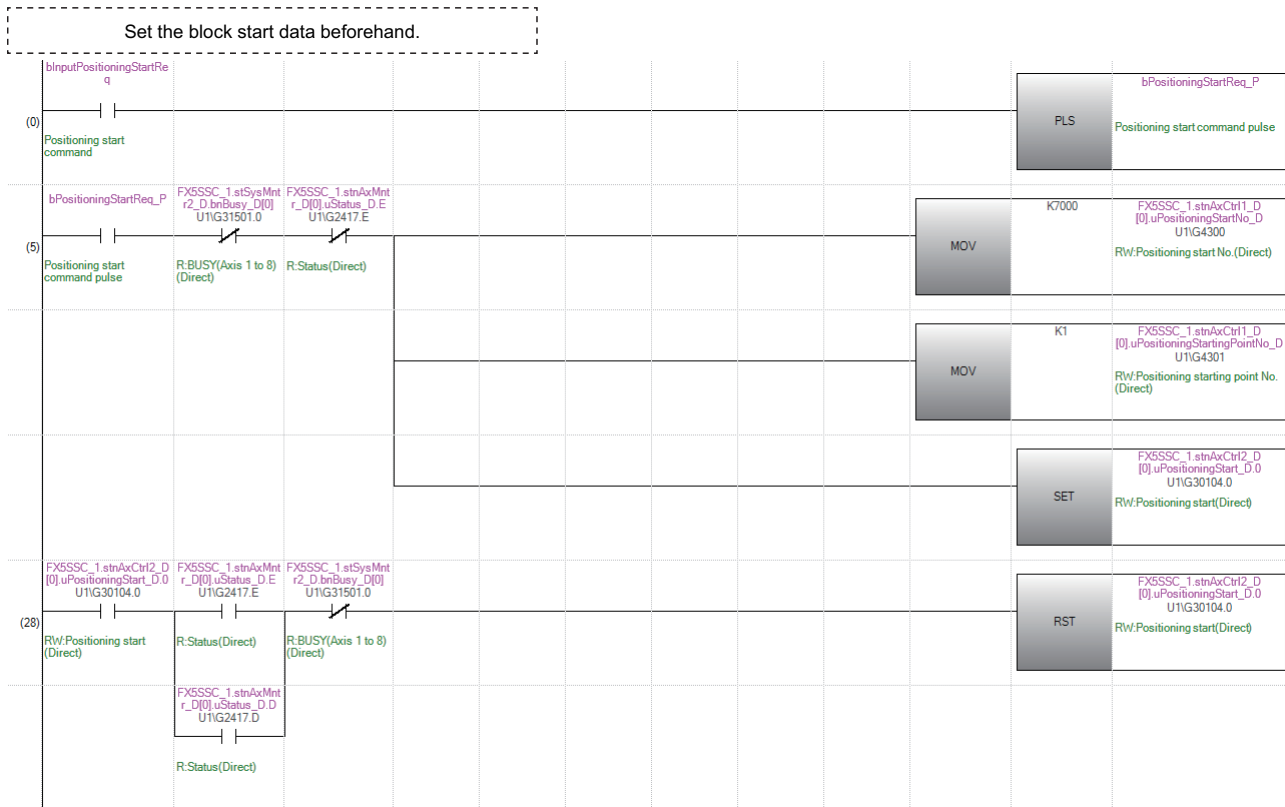 Set the block start data beforehand.
bInputPositioningStartRe
q
(0)
Positioning start
command
PLS
bPositioningStartReq_P
Positioning start command pulse
bPositioningStartReq_P
(5)
Positioning start
command pulse
FX5SSC_1.stSysMnt
r2_D.bnBusy_D[0]
U1\G31501.0
R:BUSY(Axis 1 to 8)
(Direct)
FX5SSC_1.stnAxMnt
r_D[0].uStatus_D.E
U1\G2417.E
R:Status(Direct)
MOV
K7000
FX5SSC_1.stnAxCtrl1_D
[0].uPositioningStartNo_D
U1\G4300
RW:Positioning start No.(Direct)
MOV
K1
FX5SSC_1.stnAxCtrl1_D
[0].uPositioningStartingPointNo_D
U1\G4301
RW:Positioning starting point No.
(Direct)
SET
FX5SSC_1.stnAxCtrl2_D
[0].uPositioningStart_D.0
U1\G30104.0
RW:Positioning start(Direct)
FX5SSC_1.stnAxCtrl2_D
[0].uPositioningStart_D.0
U1\G30104.0
(28)
RW:Positioning start
(Direct)
FX5SSC_1.stnAxMnt
r_D[0].uStatus_D.E
U1\G2417.E
R:Status(Direct)
FX5SSC_1.stSysMnt
r2_D.bnBusy_D[0]
U1\G31501.0
R:BUSY(Axis 1 to 8)
(Direct)
RST
FX5SSC_1.stnAxCtrl2_D
[0].uPositioningStart_D.0
U1\G30104.0
RW:Positioning start(Direct)
FX5SSC_1.stnAxMnt
r_D[0].uStatus_D.D
U1\G2417.D
R:Status(Direct)